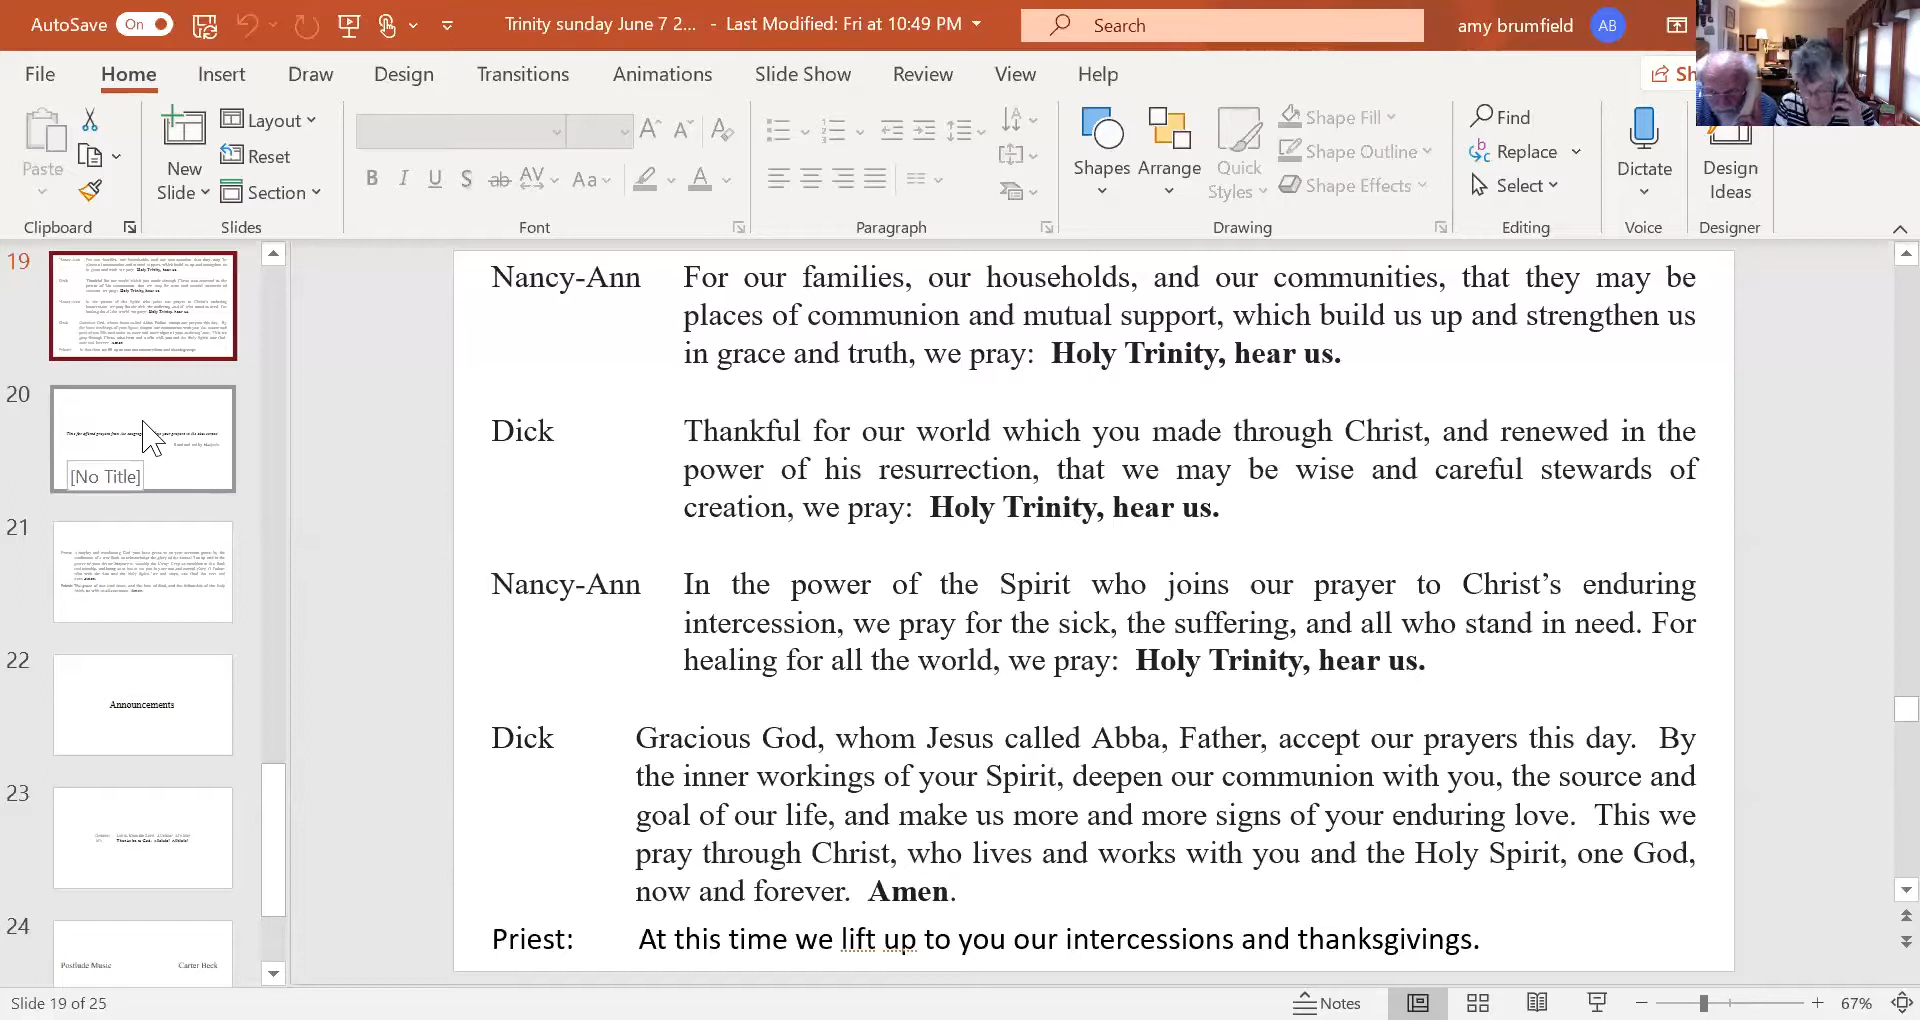 AutoSave On Trinity sunday June 7 2... - Last Modified: Fri at 10:49 PM Search amy brumfield AB
File Home Insert Draw Design Transitions Animations Slide Show Review View Help Sh
Paste
New Slide
Layout
Reset
Section
B I U S ab AV Aa A
Shapes Arrange Quick Styles
Shape Fill
Shape Outline
Shape Effects
Find
Replace
Select
Dictate
Design Ideas
Clipboard Slides Font Paragraph Drawing Editing Voice Designer
19
20
[No Title]
21
22
Announcements
23
24
Postlude Music Carter Beck
Nancy-Ann For our families, our households, and our communities, that they may be
places of communion and mutual support, which build us up and strengthen us
in grace and truth, we pray: Holy Trinity, hear us.
Dick Thankful for our world which you made through Christ, and renewed in the
power of his resurrection, that we may be wise and careful stewards of
creation, we pray: Holy Trinity, hear us.
Nancy-Ann In the power of the Spirit who joins our prayer to Christ’s enduring
intercession, we pray for the sick, the suffering, and all who stand in need. For
healing for all the world, we pray: Holy Trinity, hear us.
Dick Gracious God, whom Jesus called Abba, Father, accept our prayers this day. By
the inner workings of your Spirit, deepen our communion with you, the source and
goal of our life, and make us more and more signs of your enduring love. This we
pray through Christ, who lives and works with you and the Holy Spirit, one God,
now and forever. Amen.
Priest: At this time we lift up to you our intercessions and thanksgivings.
Slide 19 of 25 Notes 67%